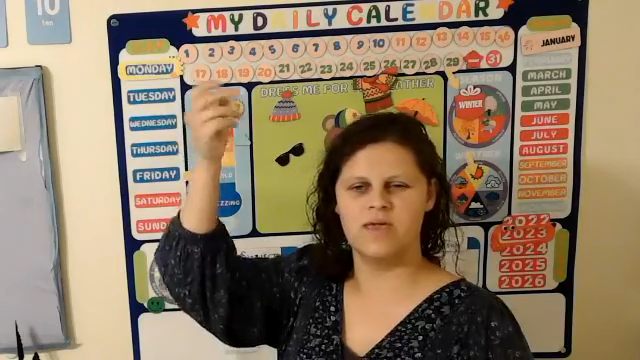 10
ten
MY DAILY CALENDAR
1 2 3 4 5 6 7 8 9 10 11 12 13 14 15 16
17 18 19 20 21 22 23 24 25 26 27 28 29 31
MONDAY
TUESDAY
WEDNESDAY
THURSDAY
FRIDAY
SATURDAY
SUND
DRESS ME FOR WEATHER
SEASON
WINTER
WEATHER
JANUARY
MARCH
APRIL
MAY
JUNE
JULY
AUGUST
SEPTEMBER
OCTOBER
NOVEMBER
2022
2023
2024
2025
2026